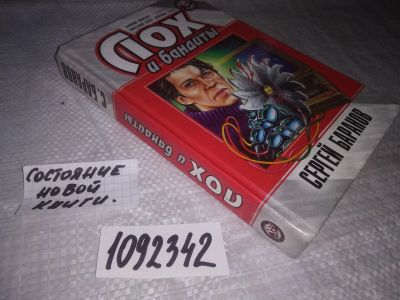 Лох
и бандиты
СЕРГЕЙ БАРАНОВ
С. БАРАНОВ
ЛОХ и бандиты
СОСТОЯНИЕ
НОВОЙ
КНИГИ.
1092342